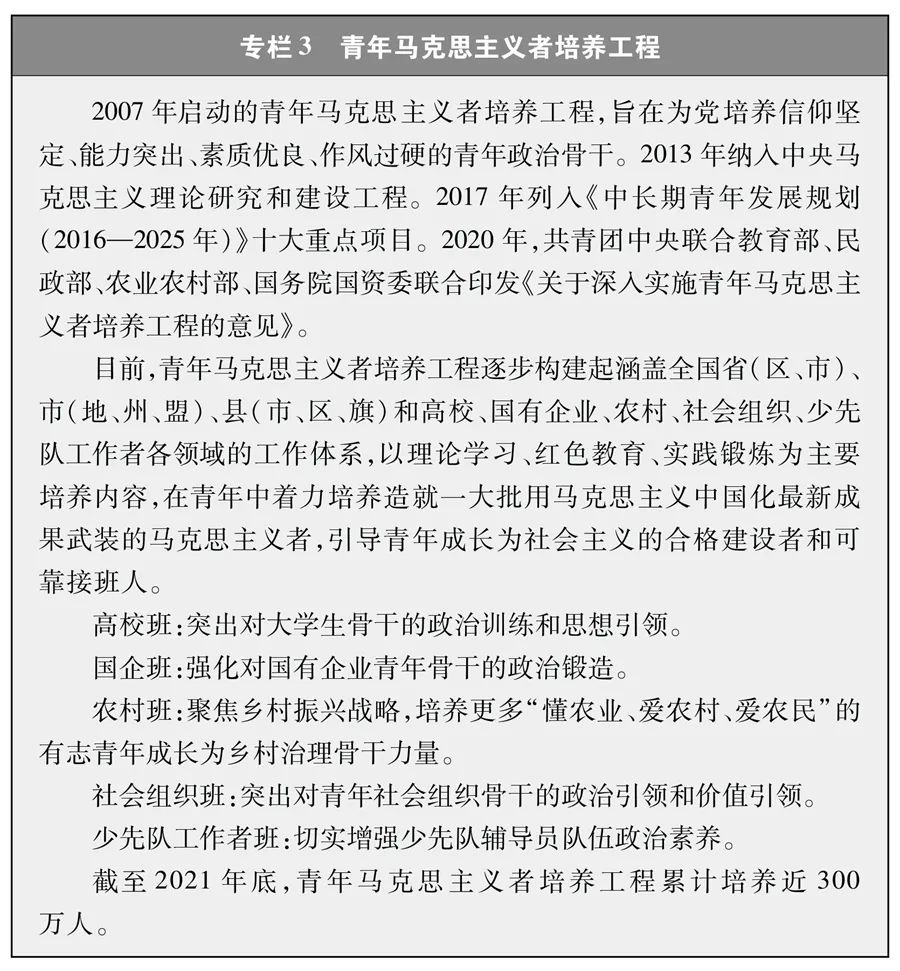 专栏3 青年马克思主义者培养工程
2007年启动的青年马克思主义者培养工程,旨在为党培养信仰坚
定、能力突出、素质优良、作风过硬的青年政治骨干。2013年纳入中央马
克思主义理论研究和建设工程。2017年列入《中长期青年发展规划
(2016—2025年)》十大重点项目。2020年,共青团中央联合教育部、民
政部、农业农村部、国务院国资委联合印发《关于深入实施青年马克思主
义者培养工程的意见》。
目前,青年马克思主义者培养工程逐步构建起涵盖全国省(区、市)、
市(地、州、盟)、县(市、区、旗)和高校、国有企业、农村、社会组织、少先
队工作者各领域的工作体系,以理论学习、红色教育、实践锻炼为主要
培养内容,在青年中着力培养造就一大批用马克思主义中国化最新成
果武装的马克思主义者,引导青年成长为社会主义的合格建设者和可
靠接班人。
高校班:突出对大学生骨干的政治训练和思想引领。
国企班:强化对国有企业青年骨干的政治锻造。
农村班:聚焦乡村振兴战略,培养更多“懂农业、爱农村、爱农民”的
有志青年成长为乡村治理骨干力量。
社会组织班:突出对青年社会组织骨干的政治引领和价值引领。
少先队工作者班:切实增强少先队辅导员队伍政治素养。
截至2021年底,青年马克思主义者培养工程累计培养近300
万人。